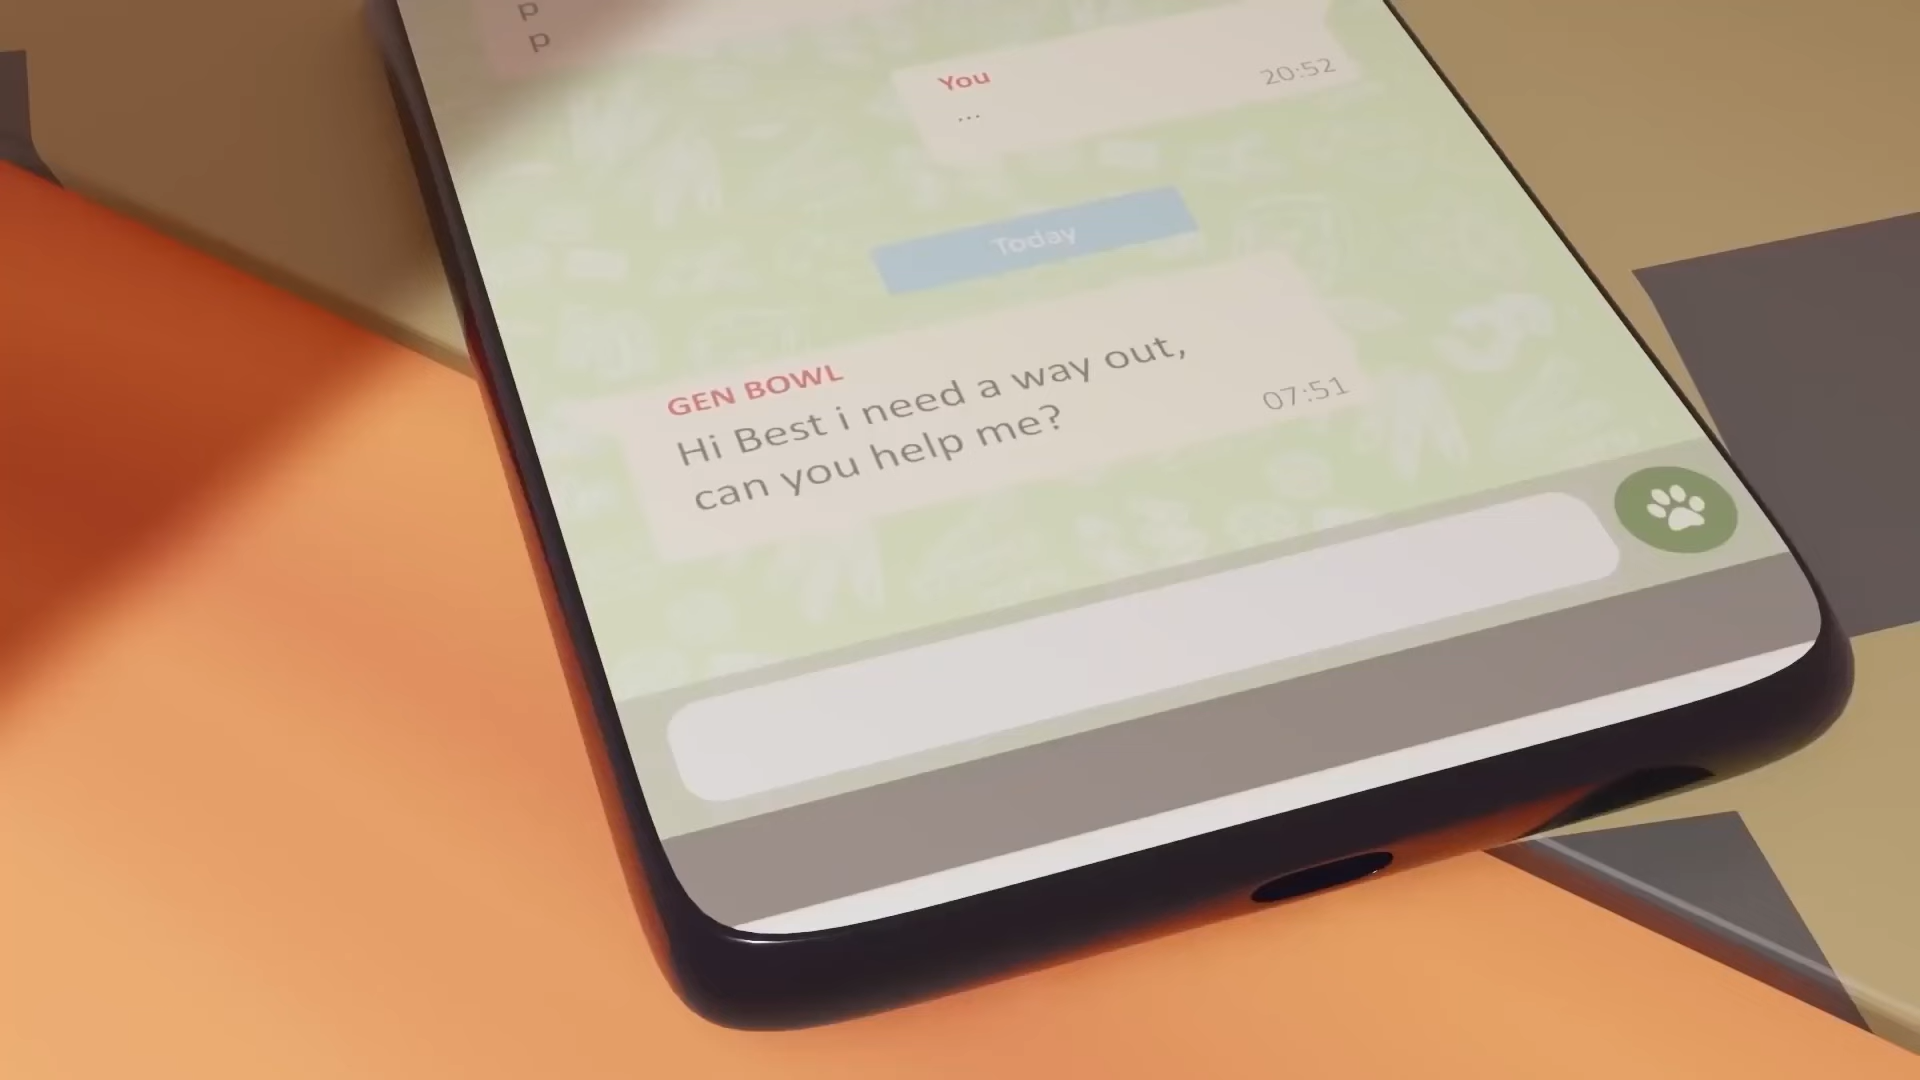 p
p
You
20:52
...
Today
GEN BOWL
Hi Best i need a way out,
can you help me?
07:51